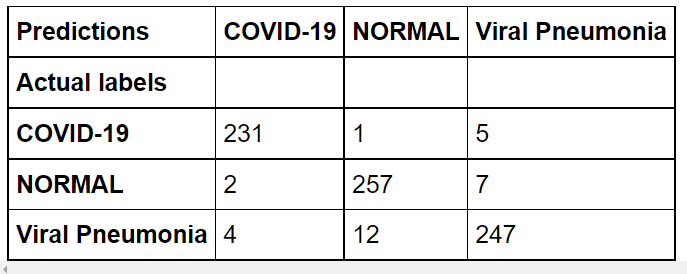 Predictions COVID-19 NORMAL Viral Pneumonia
Actual labels
COVID-19 231 1 5
NORMAL 2 257 7
Viral Pneumonia 4 12 247